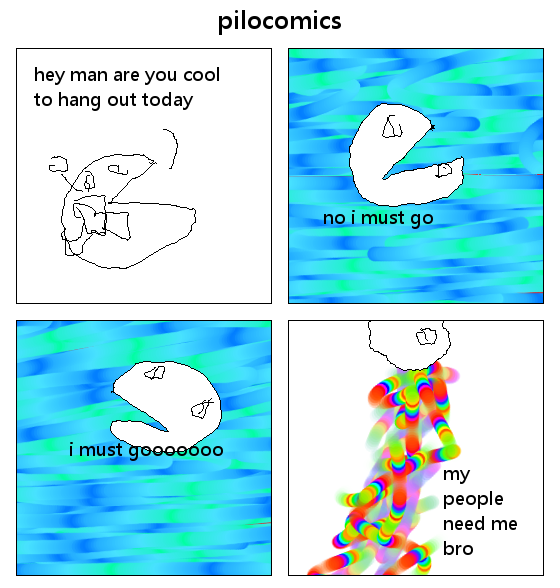 pilocomics
hey man are you cool
to hang out today
no i must go
i must gooooooo
my
people
need me
bro